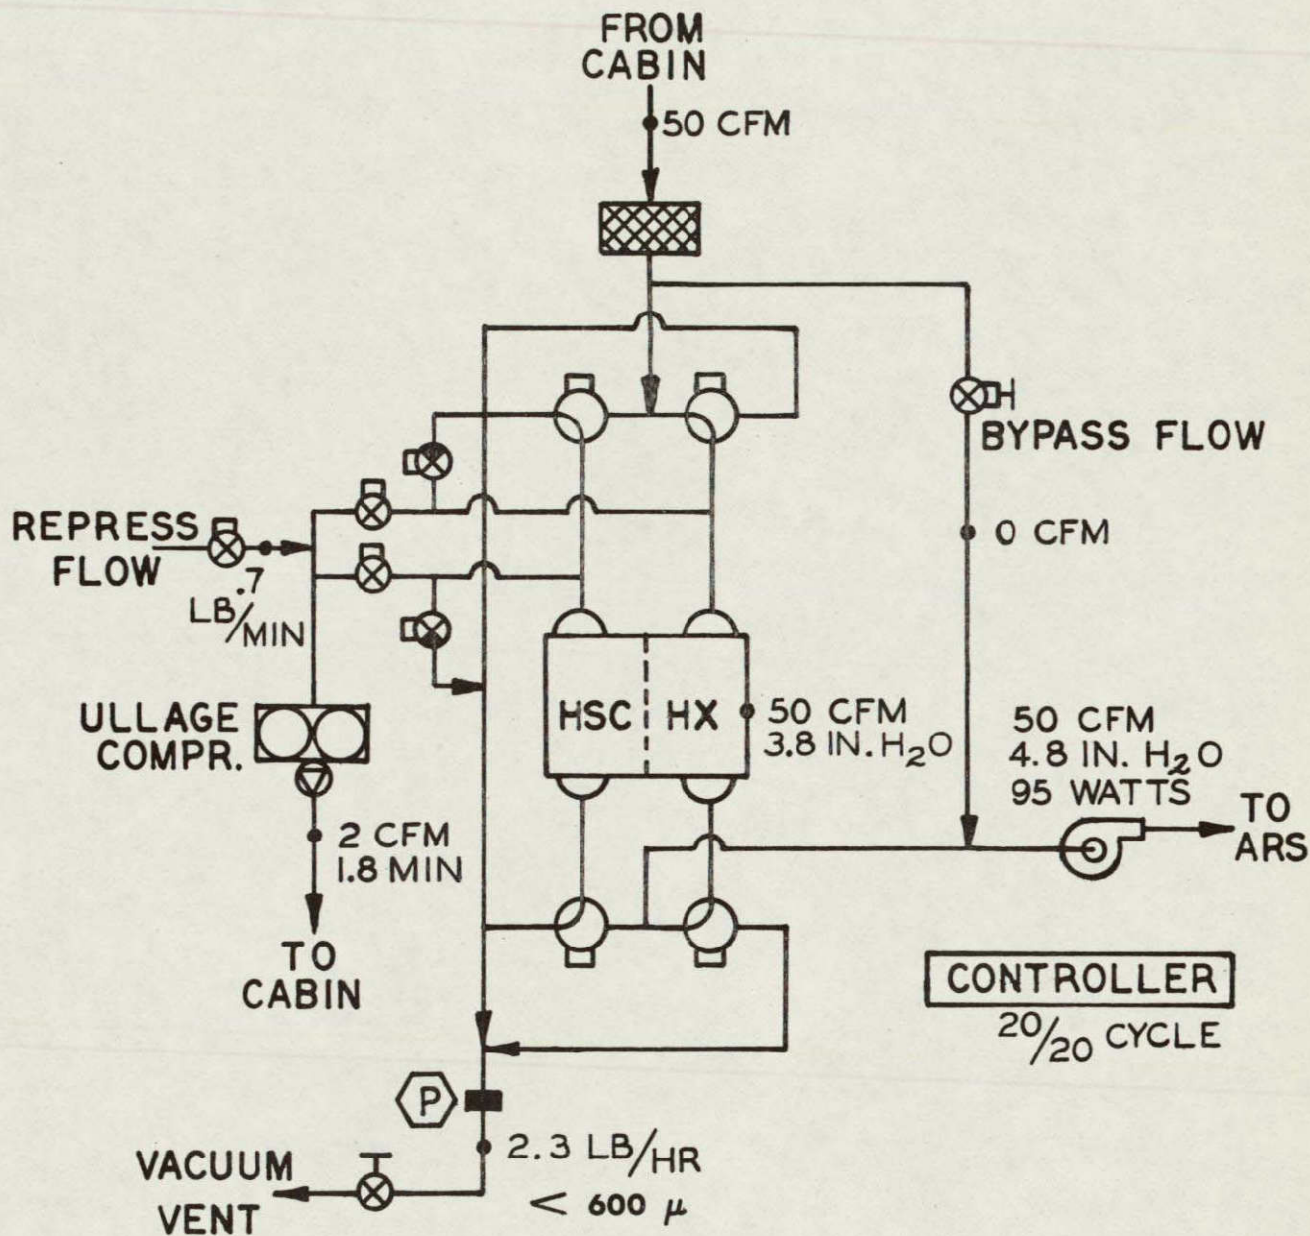 FROM
CABIN
50 CFM
BYPASS FLOW
REPRESS
FLOW
.7
LB/MIN
0 CFM
ULLAGE
COMPR.
HSC
HX
50 CFM
3.8 IN. H₂O
50 CFM
4.8 IN. H₂O
95 WATTS
TO
ARS
2 CFM
1.8 MIN
TO
CABIN
CONTROLLER
20/20 CYCLE
P
2.3 LB/HR
< 600 μ
VACUUM
VENT